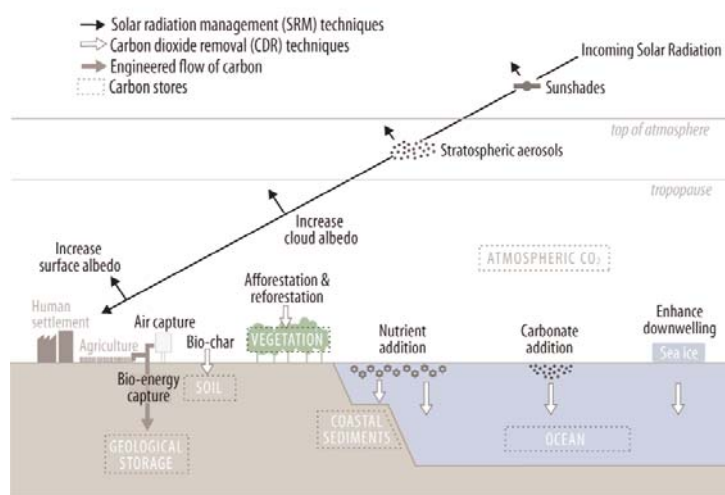 Solar radiation management (SRM) techniques
Carbon dioxide removal (CDR) techniques
Engineered flow of carbon
Carbon stores
Incoming Solar Radiation
Sunshades
top of atmosphere
Stratospheric aerosols
tropopause
Increase
cloud albedo
Increase
surface albedo
ATMOSPHERIC CO₂
Afforestation &
reforestation
Human
settlement
Agriculture
Air capture
Bio-char
VEGETATION
Nutrient
addition
Carbonate
addition
Enhance
downwelling
Sea ice
Bio-energy
capture
SOIL
GEOLOGICAL
STORAGE
COASTAL
SEDIMENTS
OCEAN